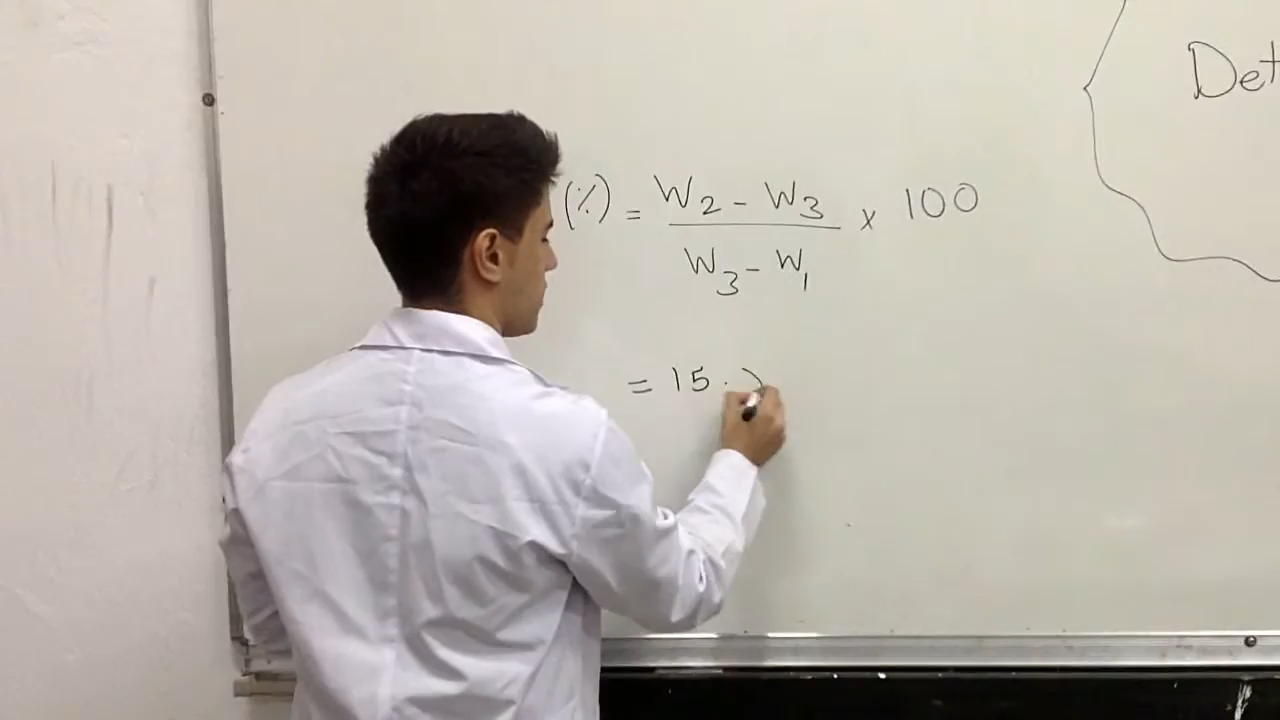 Det
(%) = W2 - W3 / W3 - W1 x 100
= 15.